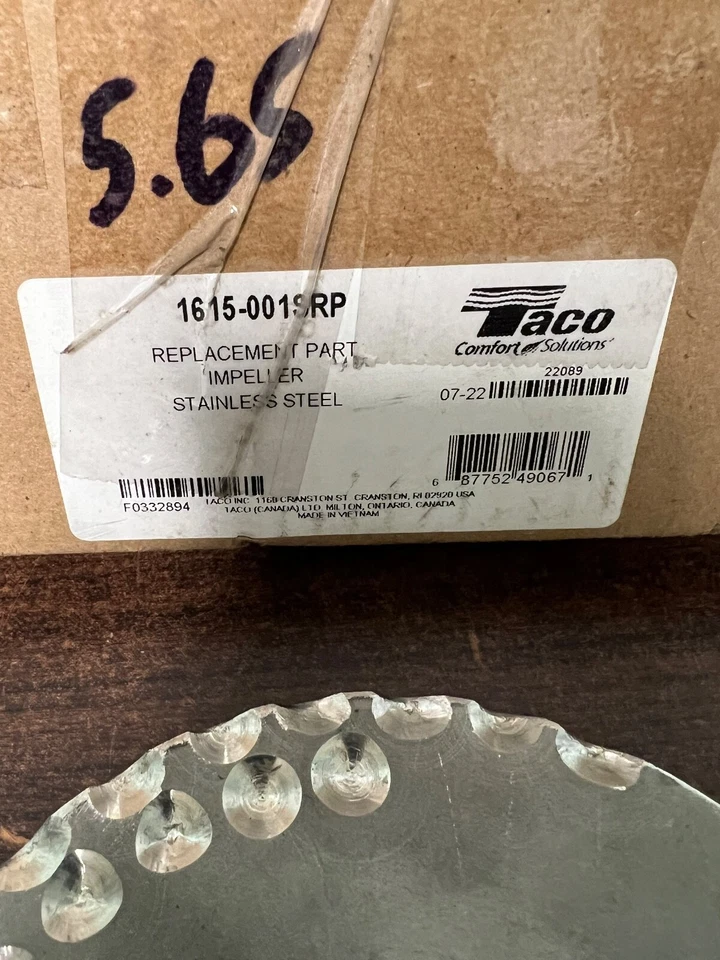 5.65
1615-001SRP
Taco
Comfort Solutions
REPLACEMENT PART
IMPELLER
STAINLESS STEEL
22089
07-22
6 87752 49067 1
F0332894
TACO INC. 1160 CRANSTON ST. CRANSTON, RI 02920 USA
TACO (CANADA) LTD. MILTON, ONTARIO, CANADA
MADE IN VIETNAM